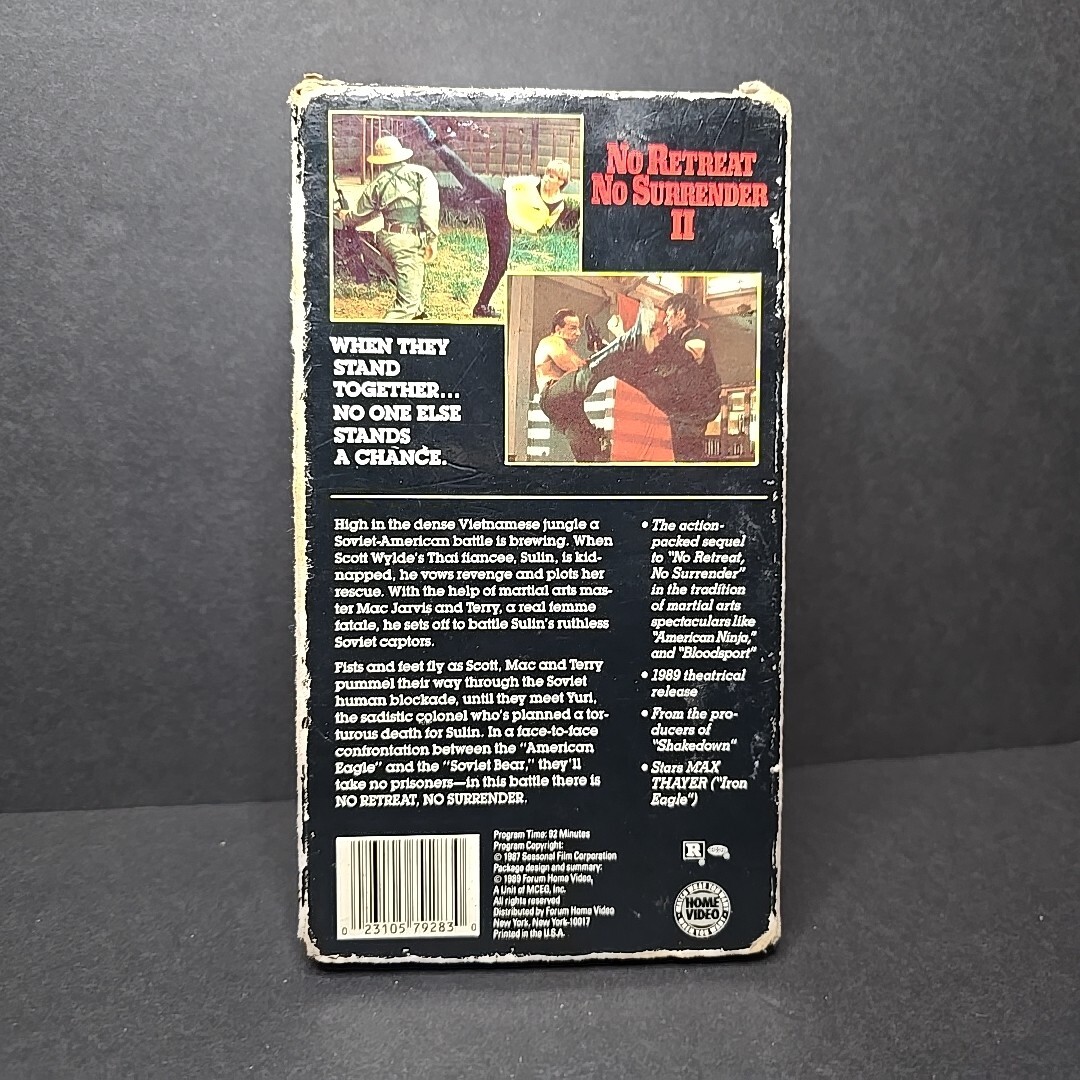 NO RETREAT
NO SURRENDER
II
WHEN THEY
STAND
TOGETHER...
NO ONE ELSE
STANDS
A CHANCE.
High in the dense Vietnamese jungle a
Soviet-American battle is brewing. When
Scott Wylde's Thai fiancee, Sulin, is kid-
napped, he vows revenge and plots her
rescue. With the help of martial arts mas-
ter Mac Jarvis and Terry, a real femme
fatale, he sets off to battle Sulin's ruthless
Soviet captors.
Fists and feet fly as Scott, Mac and Terry
pummel their way through the Soviet
human blockade, until they meet Yuri,
the sadistic colonel who's planned a tor-
turous death for Sulin. In a face-to-face
confrontation between the "American
Eagle" and the "Soviet Bear," they'll
take no prisoners—in this battle there is
NO RETREAT, NO SURRENDER.
• The action-
packed sequel
to "No Retreat,
No Surrender"
in the tradition
of martial arts
spectaculars like
"American Ninja,"
and "Bloodsport"
• 1989 theatrical
release
• From the pro-
ducers of
"Shakedown"
• Stars MAX
THAYER ("Iron
Eagle")
0 23105 79283 0
Program Time: 92 Minutes
Program Copyright:
© 1987 Seasonal Film Corporation
Package design and summary:
© 1989 Forum Home Video,
A Unit of MCEG, Inc.
All rights reserved
Distributed by Forum Home Video
New York, New York 10017
Printed in the U.S.A.
R
HOME
VIDEO